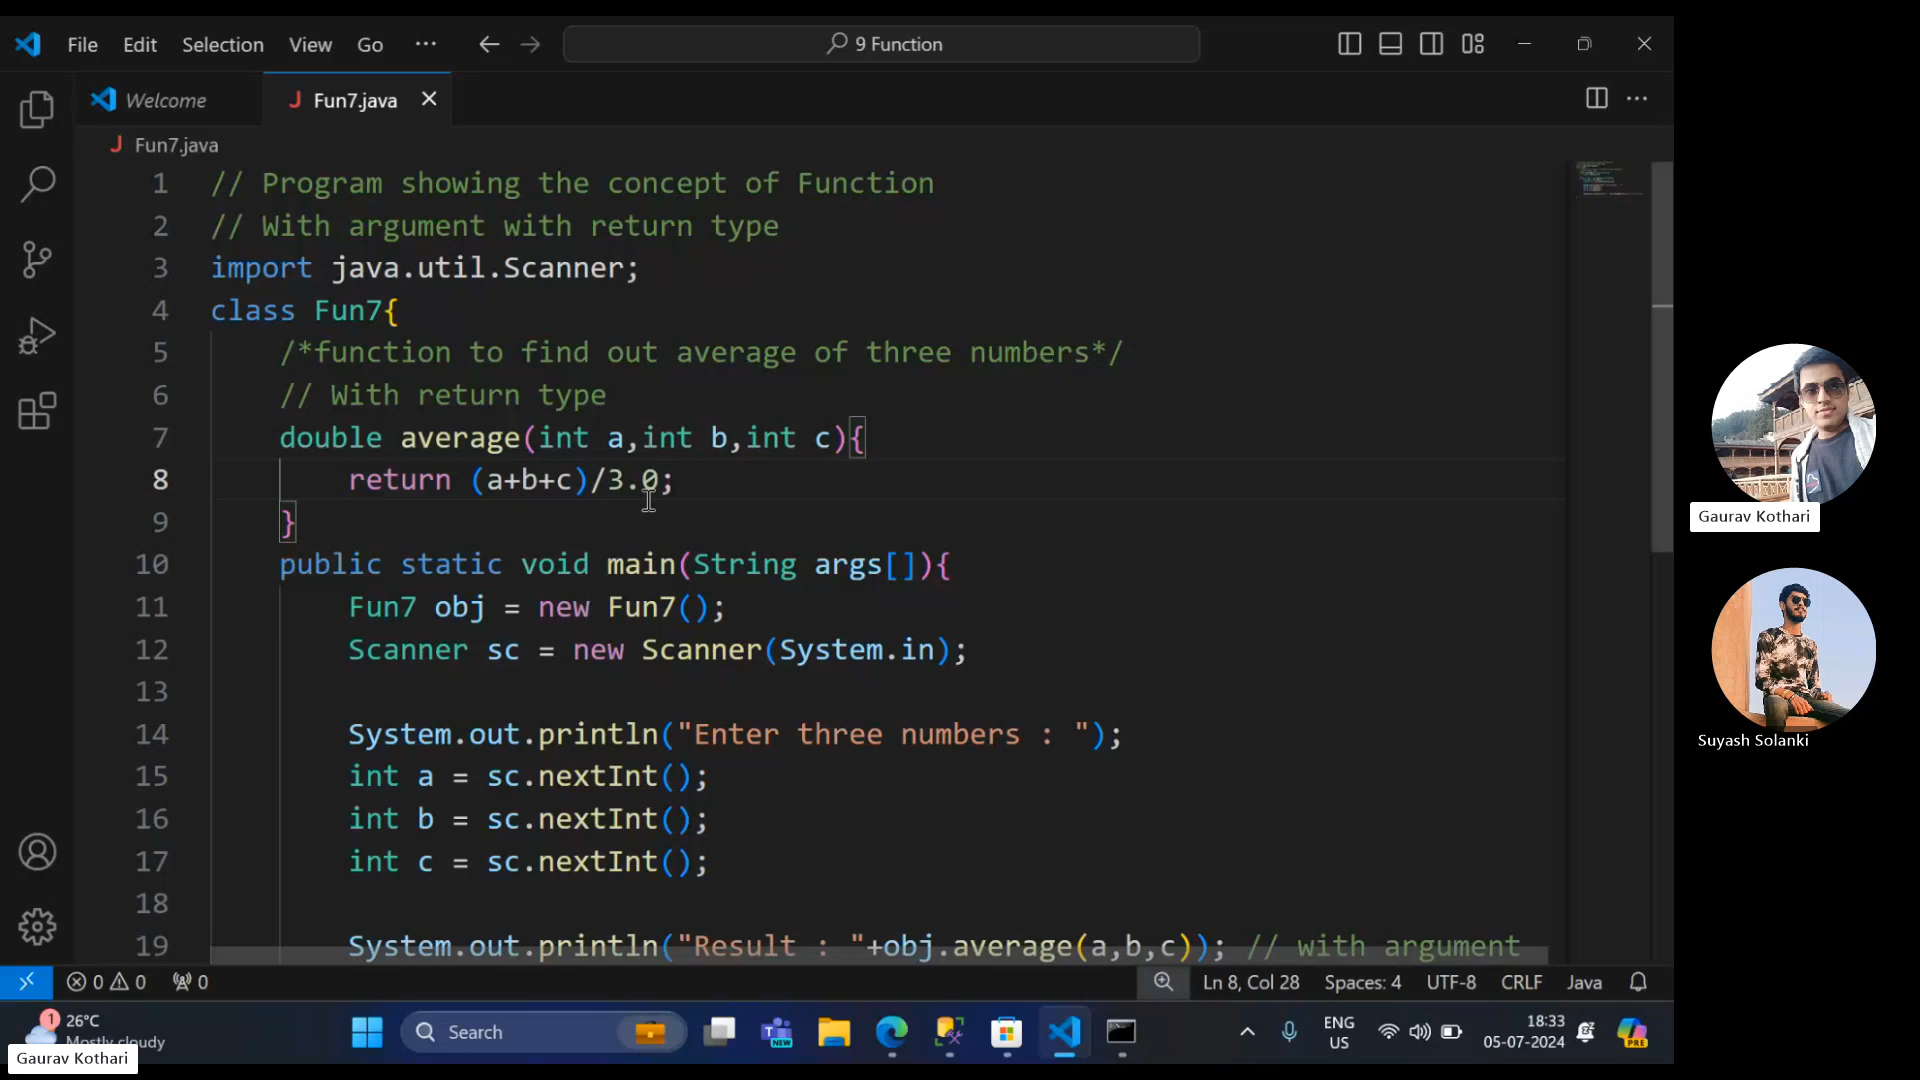 File Edit Selection View Go ··· 9 Function
Welcome Fun7.java
Fun7.java
1 // Program showing the concept of Function
2 // With argument with return type
3 import java.util.Scanner;
4 class Fun7{
5 /*function to find out average of three numbers*/
6 // With return type
7 double average(int a,int b,int c){
8 return (a+b+c)/3.0;
9 }
10 public static void main(String args[]){
11 Fun7 obj = new Fun7();
12 Scanner sc = new Scanner(System.in);
13
14 System.out.println("Enter three numbers : ");
15 int a = sc.nextInt();
16 int b = sc.nextInt();
17 int c = sc.nextInt();
18
19 System.out.println("Result : "+obj.average(a,b,c)); // with argument
Gaurav Kothari
Suyash Solanki
0 0 0 Ln 8, Col 28 Spaces: 4 UTF-8 CRLF Java
1 26°C
Mostly cloudy
Search
NEW
ENG
US
18:33
05-07-2024
PRE
Gaurav Kothari